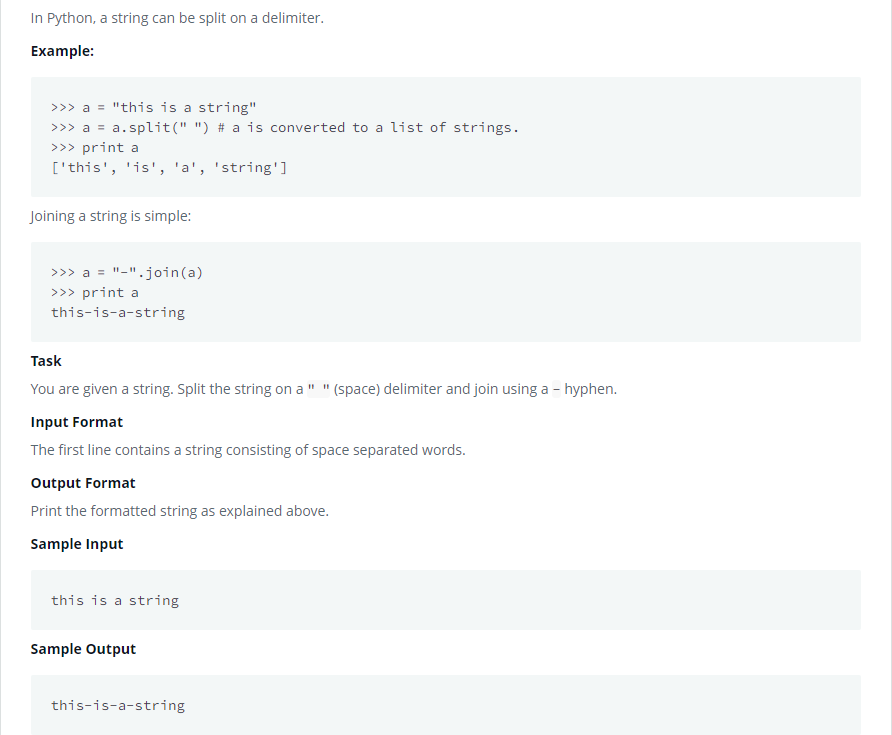 In Python, a string can be split on a delimiter.
Example:
>>> a = "this is a string"
>>> a = a.split(" ") # a is converted to a list of strings.
>>> print a
['this', 'is', 'a', 'string']
Joining a string is simple:
>>> a = "-".join(a)
>>> print a
this-is-a-string
Task
You are given a string. Split the string on a " " (space) delimiter and join using a - hyphen.
Input Format
The first line contains a string consisting of space separated words.
Output Format
Print the formatted string as explained above.
Sample Input
this is a string
Sample Output
this-is-a-string